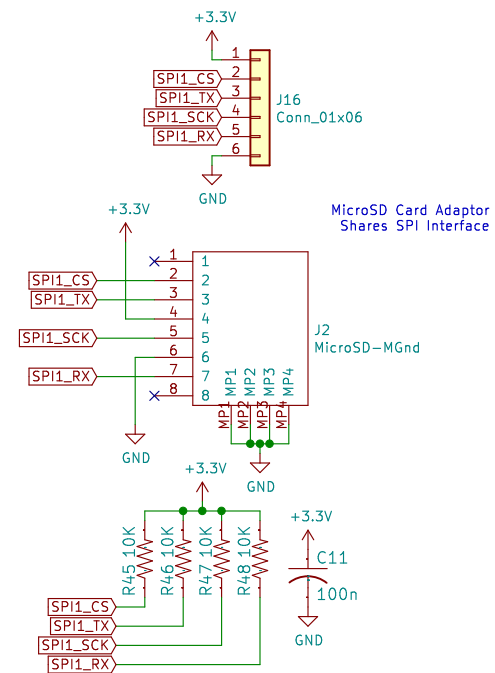 +3.3V
1
SPI1_CS 2
SPI1_TX 3
SPI1_SCK 4
SPI1_RX 5
6
J16
Conn_01x06
GND
MicroSD Card Adaptor
Shares SPI Interface
+3.3V
1 1
SPI1_CS 2 2
SPI1_TX 3 3
4 4
SPI1_SCK 5 5
6 6
SPI1_RX 7 7
8 8
J2
MicroSD-MGnd
MP1 MP2 MP3 MP4
MP1 MP2 MP3 MP4
GND
GND
+3.3V
R45 10K
R46 10K
R47 10K
R48 10K
SPI1_CS
SPI1_TX
SPI1_SCK
SPI1_RX
+3.3V
C11
100n
GND